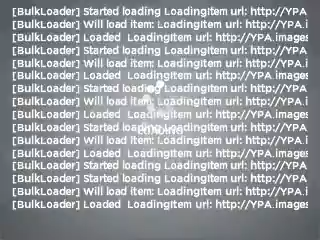 [BulkLoader] Started loading LoadingItem url: http://YPA
[BulkLoader] Will load item: LoadingItem url: http://YPA.i
[BulkLoader] Loaded  LoadingItem url: http://YPA.images
[BulkLoader] Started loading LoadingItem url: http://YPA
[BulkLoader] Will load item: LoadingItem url: http://YPA.i
[BulkLoader] Loaded  LoadingItem url: http://YPA.images
[BulkLoader] Started loading LoadingItem url: http://YPA
[BulkLoader] Will load item: LoadingItem url: http://YPA.i
[BulkLoader] Loaded  LoadingItem url: http://YPA.images
[BulkLoader] Started loading LoadingItem url: http://YPA
LOADING
[BulkLoader] Will load item: LoadingItem url: http://YPA.i
[BulkLoader] Loaded  LoadingItem url: http://YPA.images
[BulkLoader] Started loading LoadingItem url: http://YPA
[BulkLoader] Will load item: LoadingItem url: http://YPA.i
[BulkLoader] Loaded  LoadingItem url: http://YPA.images